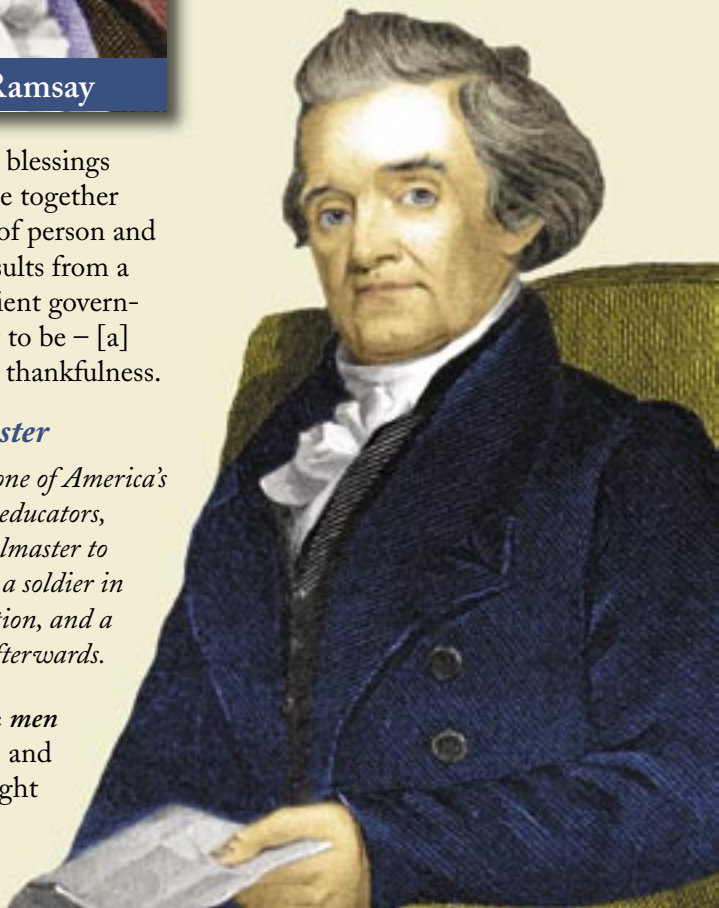 Ramsay
blessings
e together
of person and
sults from a
ient govern-
to be – [a]
thankfulness.
ster
one of America’s
educators,
lmaster to
a soldier in
tion, and a
fterwards.
men
and
ght